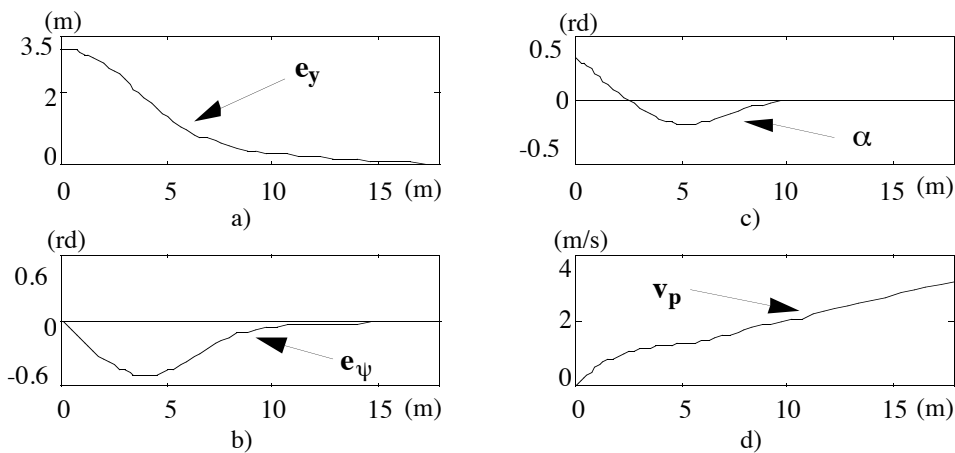 (m)
3.5
2
0
e_y
0 5 10 15 (m)
a)
(rd)
0.5
0
-0.5
α
0 5 10 15 (m)
c)
(rd)
0.6
0
-0.6
e_ψ
0 5 10 15 (m)
b)
(m/s)
4
2
0
v_p
0 5 10 15 (m)
d)